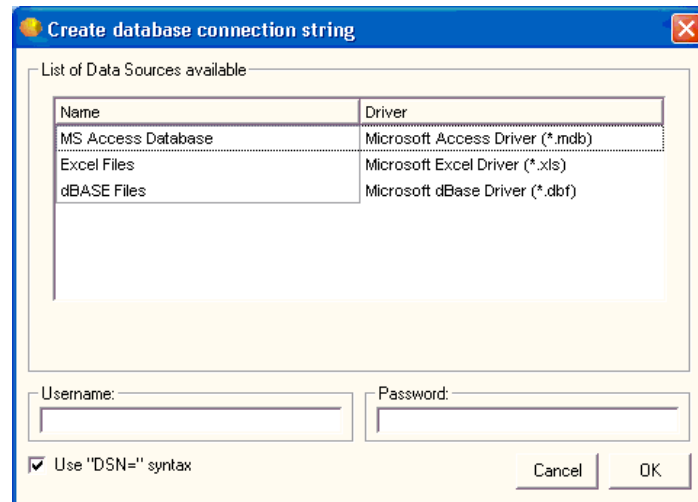 Create database connection string
List of Data Sources available
Name Driver
MS Access Database Microsoft Access Driver (*.mdb)
Excel Files Microsoft Excel Driver (*.xls)
dBASE Files Microsoft dBase Driver (*.dbf)
Username: Password:
Use "DSN=" syntax
Cancel OK